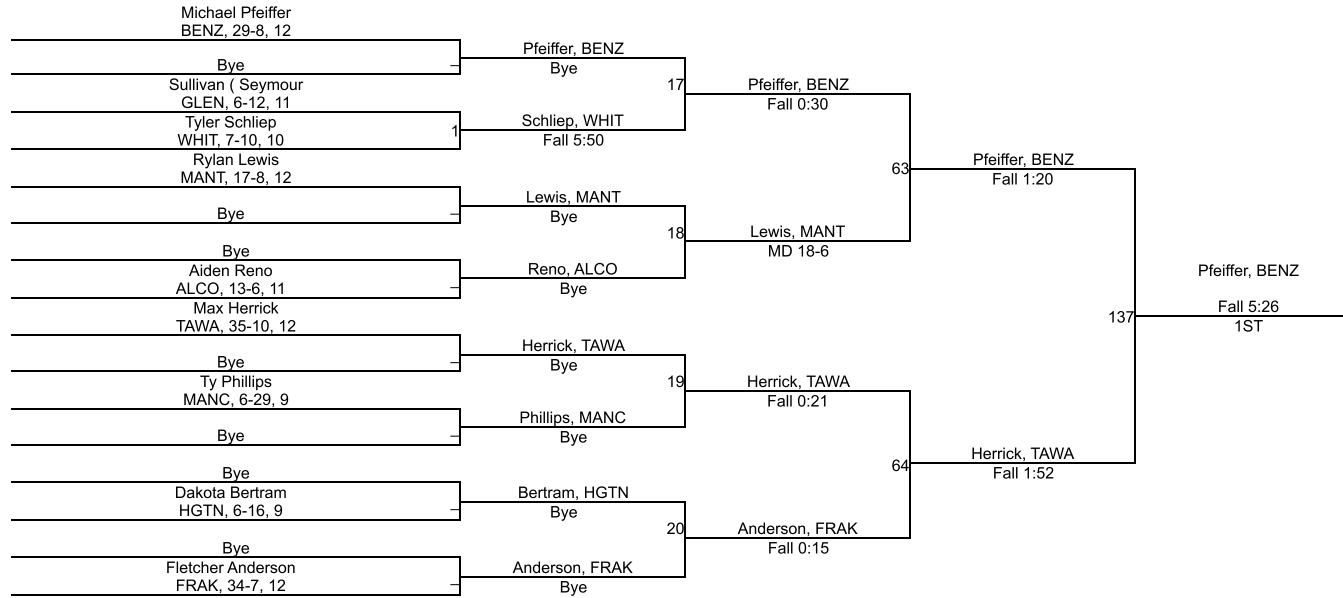 Michael Pfeiffer
BENZ, 29-8, 12
Bye
Sullivan ( Seymour
GLEN, 6-12, 11
Tyler Schliep
WHIT, 7-10, 10
1
Rylan Lewis
MANT, 17-8, 12
Bye
Bye
Aiden Reno
ALCO, 13-6, 11
Max Herrick
TAWA, 35-10, 12
Bye
Ty Phillips
MANC, 6-29, 9
Bye
Bye
Dakota Bertram
HGTN, 6-16, 9
Bye
Fletcher Anderson
FRAK, 34-7, 12
Pfeiffer, BENZ
Bye
17
Schliep, WHIT
Fall 5:50
Lewis, MANT
Bye
18
Reno, ALCO
Bye
Herrick, TAWA
Bye
19
Phillips, MANC
Bye
Bertram, HGTN
Bye
20
Anderson, FRAK
Bye
Pfeiffer, BENZ
Fall 0:30
63
Lewis, MANT
MD 18-6
Herrick, TAWA
Fall 0:21
64
Anderson, FRAK
Fall 0:15
Pfeiffer, BENZ
Fall 1:20
137
Herrick, TAWA
Fall 1:52
Pfeiffer, BENZ
Fall 5:26
1ST